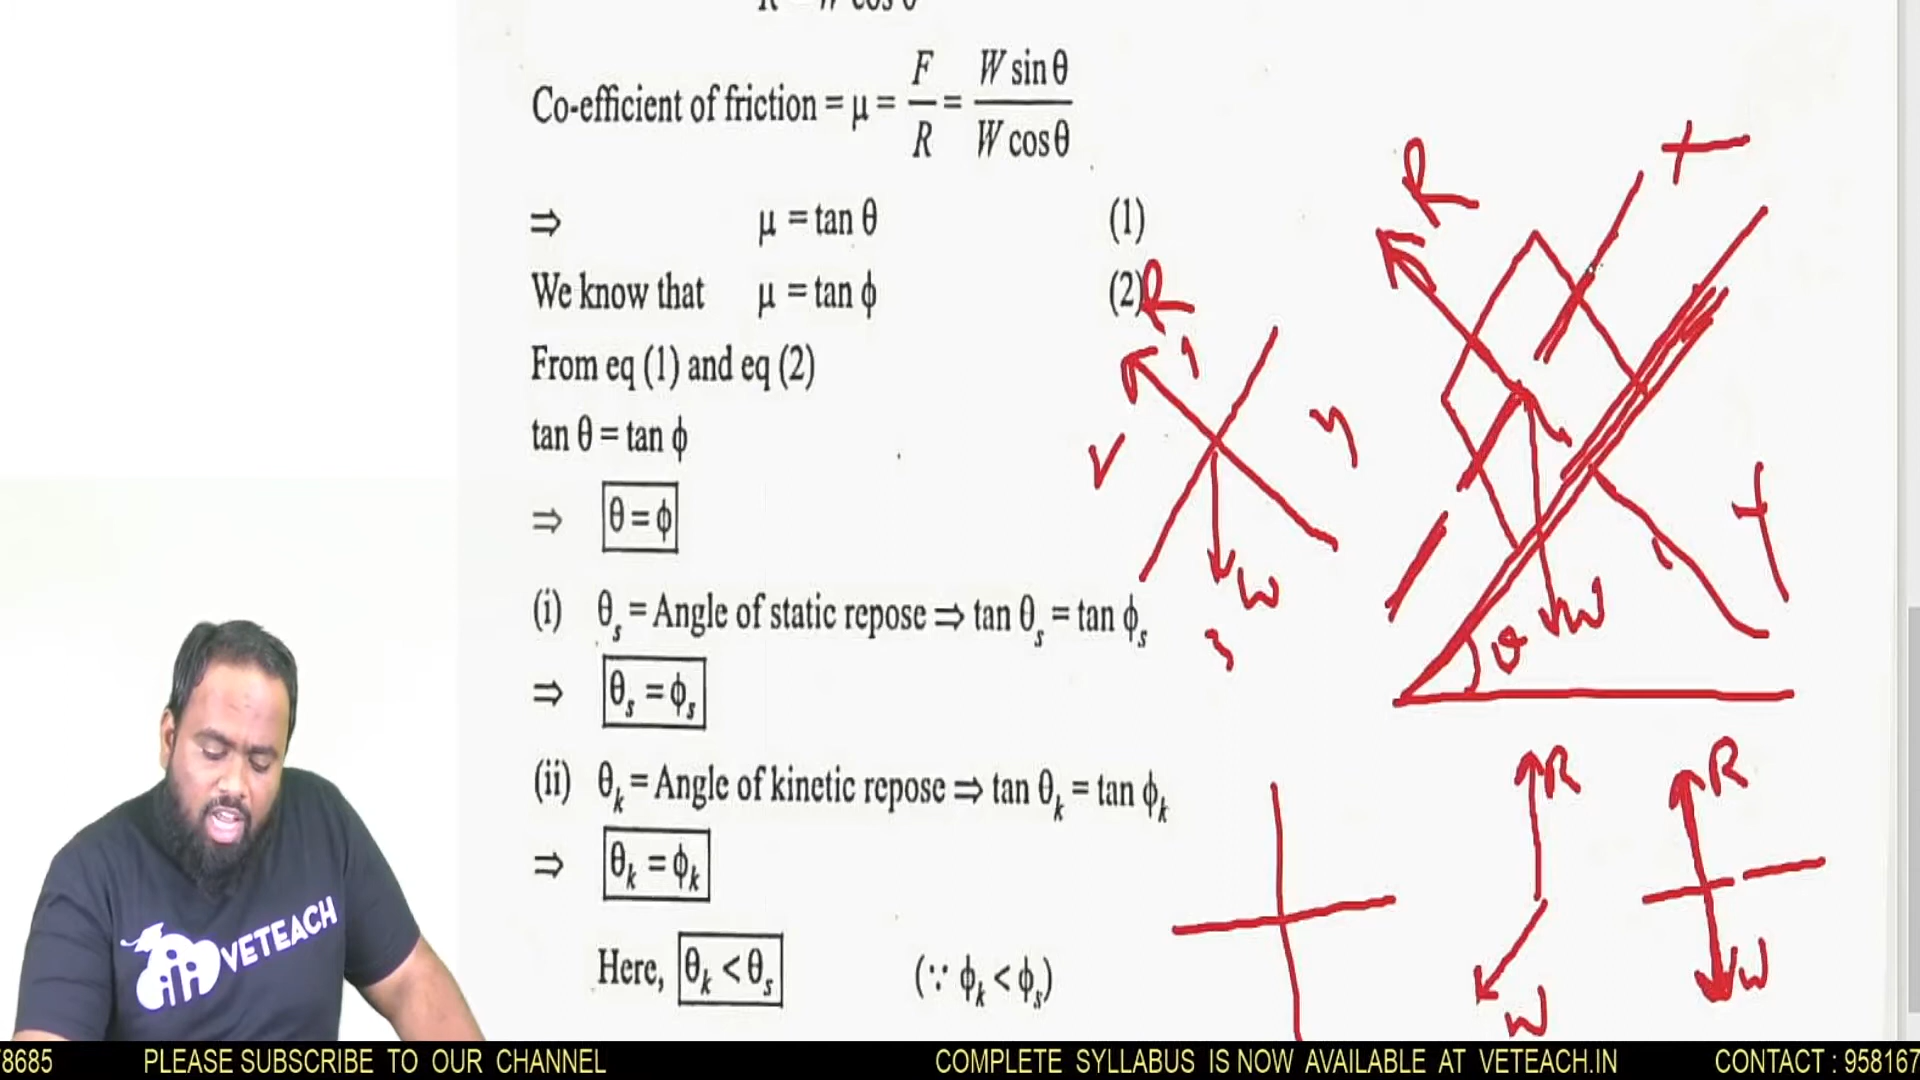 R = W cos θ
Co-efficient of friction = μ = F/R = W sin θ / W cos θ
⇒ μ = tan θ (1)
We know that μ = tan ϕ (2)
From eq (1) and eq (2)
tan θ = tan ϕ
⇒ θ = ϕ
(i) θₛ = Angle of static repose ⇒ tan θₛ = tan ϕₛ
⇒ θₛ = ϕₛ
(ii) θₖ = Angle of kinetic repose ⇒ tan θₖ = tan ϕₖ
⇒ θₖ = ϕₖ
Here, θₖ < θₛ (∵ ϕₖ < ϕₛ)
R
R
W
W
θ
R
W
R
W
VETEACH
8685 PLEASE SUBSCRIBE TO OUR CHANNEL COMPLETE SYLLABUS IS NOW AVAILABLE AT VETEACH.IN CONTACT : 958167